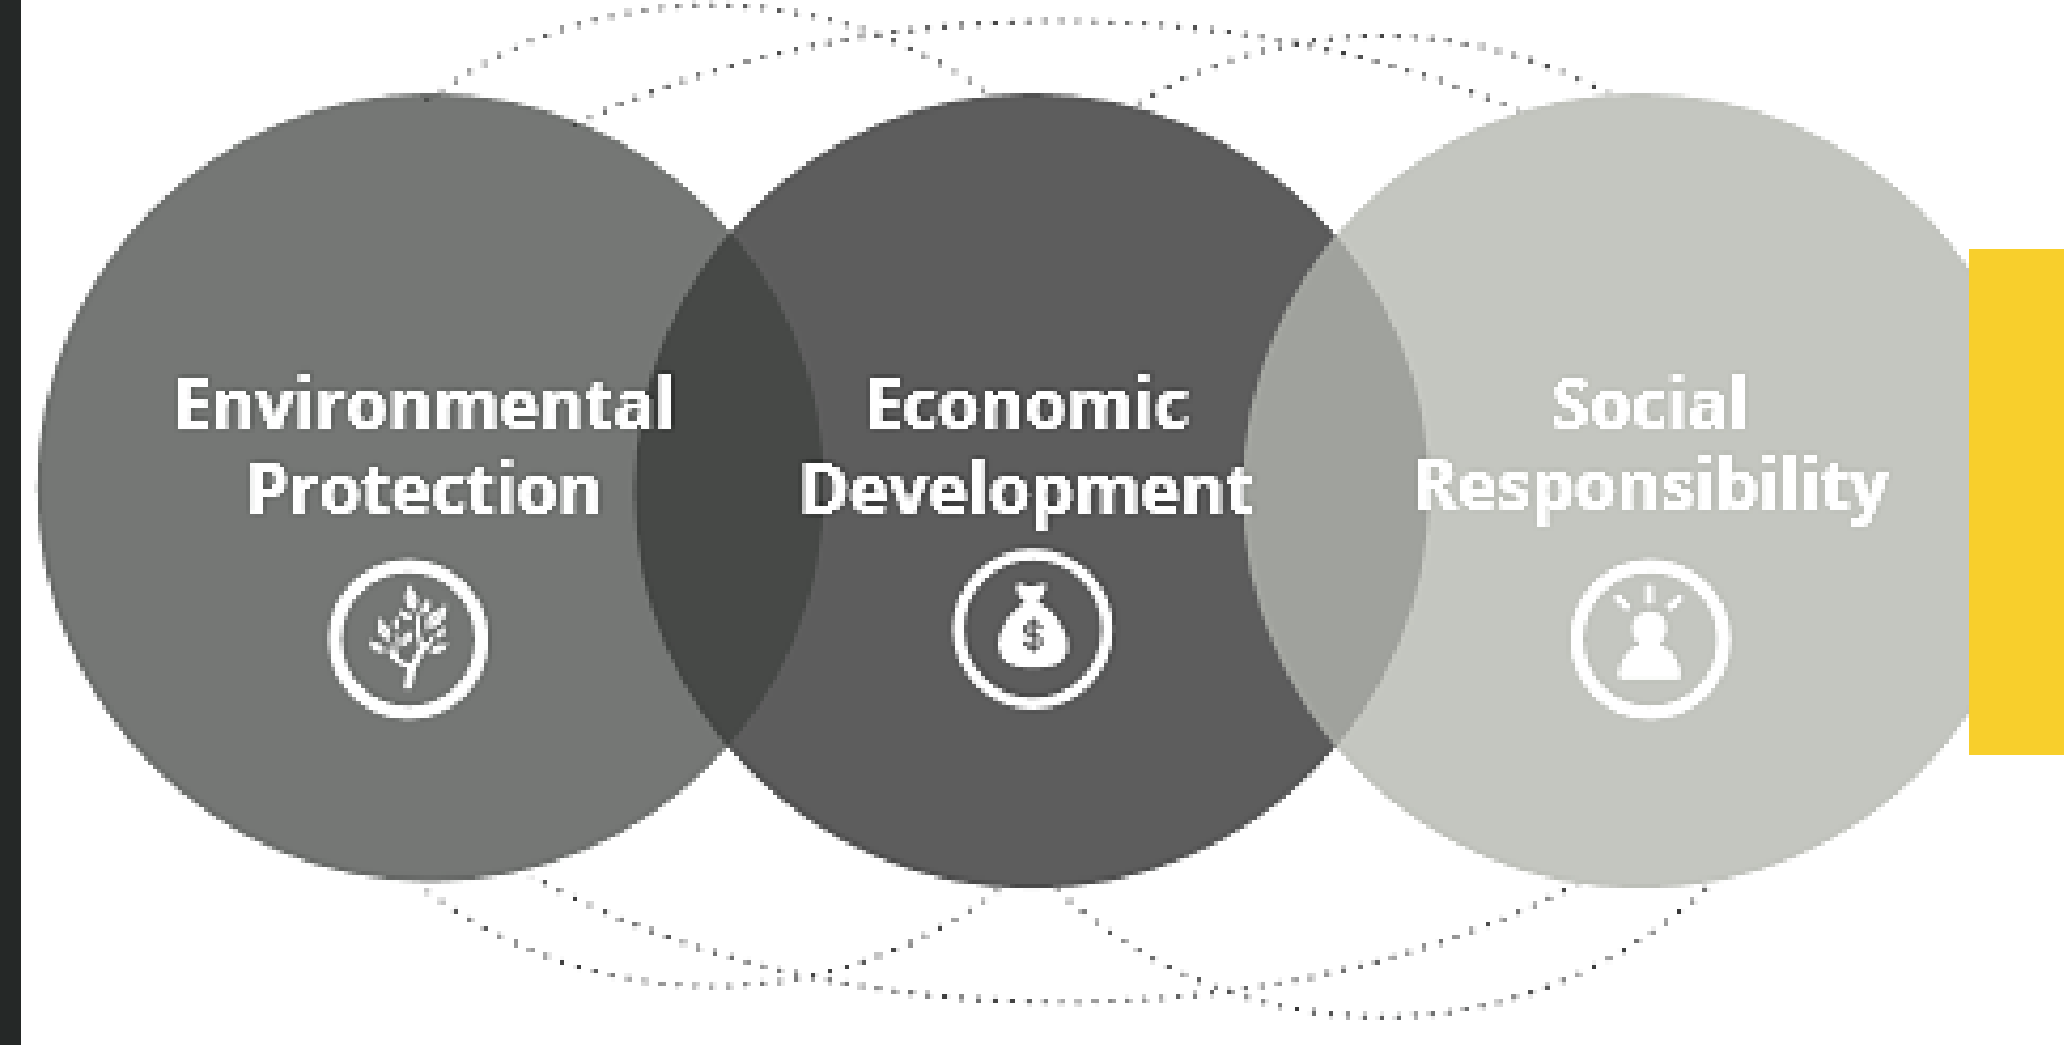 Environmental
Protection
Economic
Development
$
Social
Responsibility